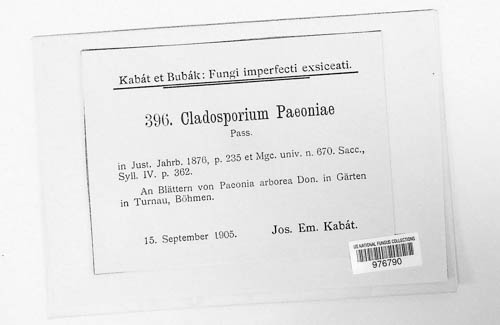 Kabát et Bubák: Fungi imperfecti exsiceati.
396. Cladosporium Paeoniae
Pass.
in Just. Jahrb. 1876, p. 235 et Mgc. univ. n. 670. Sacc.,
Syll. IV. p. 362.
An Blättern von Paeonia arborea Don. in Gärten
in Turnau, Böhmen.
15. September 1905. Jos. Em. Kabát.
US NATIONAL FUNGUS COLLECTIONS
976790